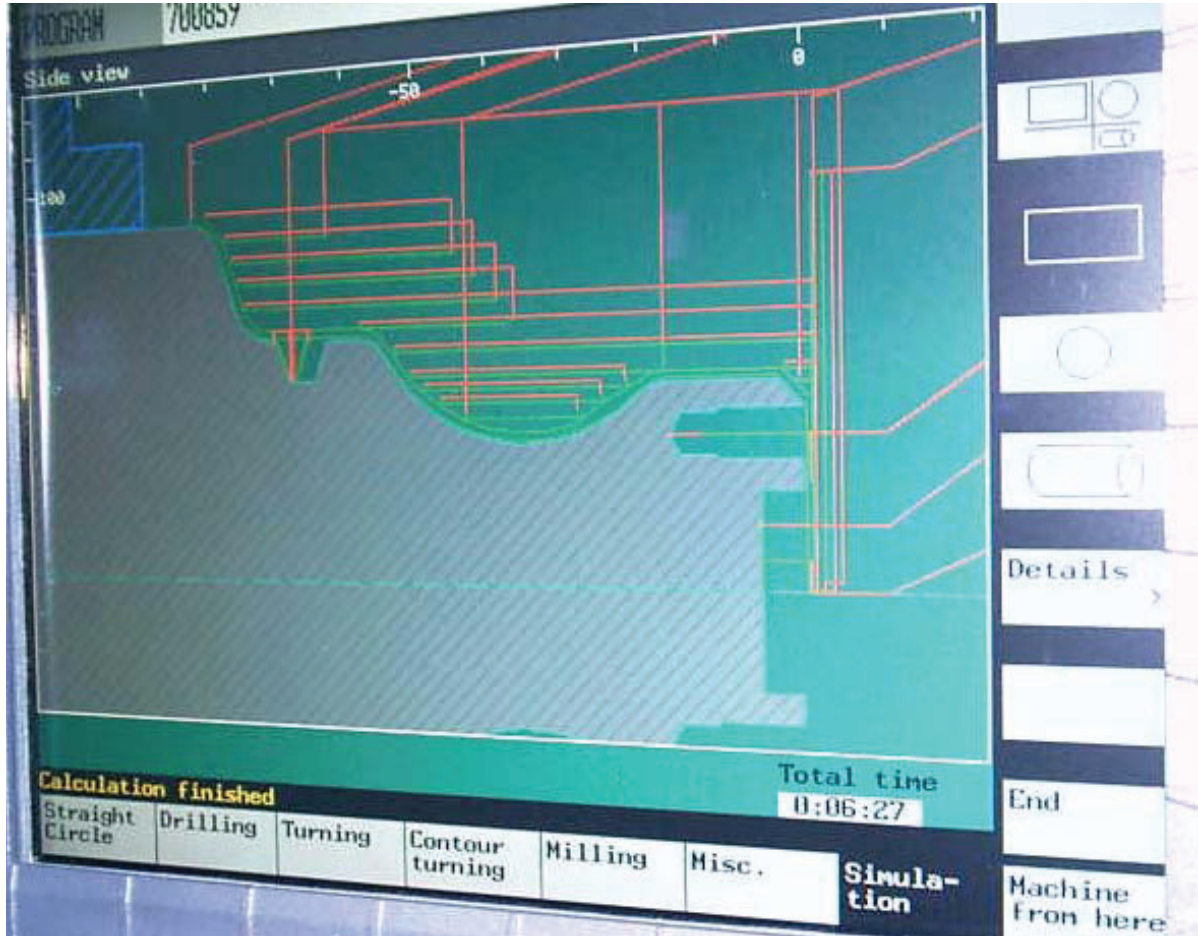 PROGRAM 700859
Side view
-50
0
-100
Details >
Total time
0:06:27
End
Calculation finished
Straight
Circle
Drilling
Turning
Contour
turning
Milling
Misc.
Simula-
tion
Machine
from here